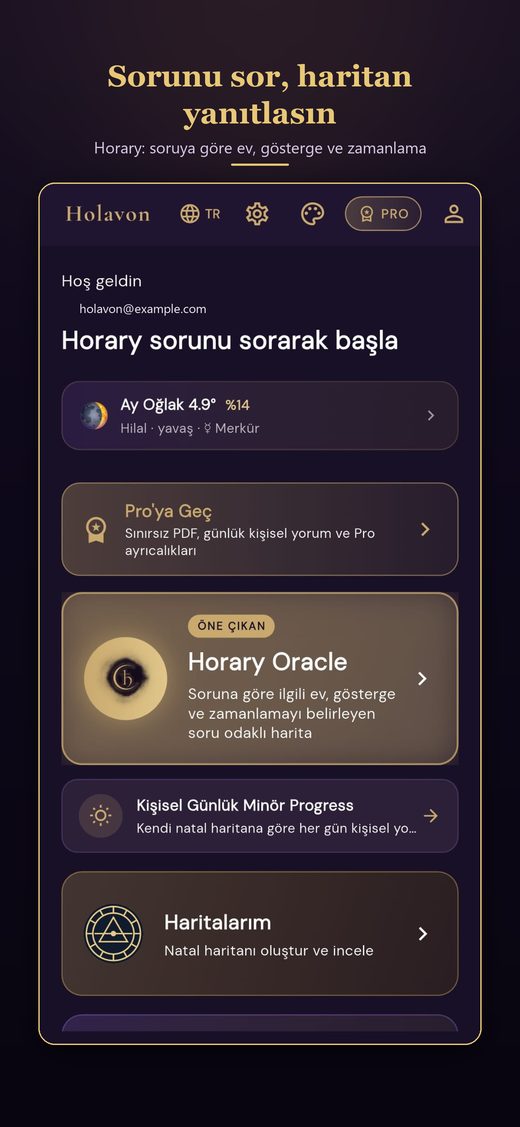 Sorunu sor, haritan
yanıtlasın
Horary: soruya göre ev, gösterge ve zamanlama
Holavon
TR
PRO
Hoş geldin
holavon@example.com
Horary sorunu sorarak başla
Ay Oğlak 4.9° %14
Hilal · yavaş · ☿ Merkür
Pro'ya Geç
Sınırsız PDF, günlük kişisel yorum ve Pro
ayrıcalıkları
ÖNE ÇIKAN
Horary Oracle
Soruna göre ilgili ev, gösterge
ve zamanlamayı belirleyen
soru odaklı harita
Kişisel Günlük Minör Progress
Kendi natal haritana göre her gün kişisel yo...
Haritalarım
Natal haritanı oluştur ve incele